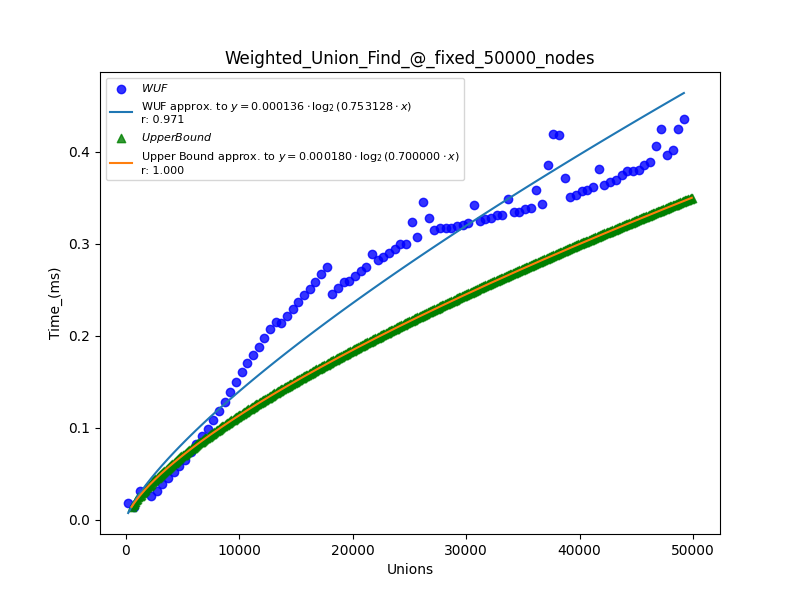 Weighted_Union_Find_@_fixed_50000_nodes
WUF
WUF approx. to y = 0.000136 · log₂ (0.753128 · x)
r: 0.971
UpperBound
Upper Bound approx. to y = 0.000180 · log₂ (0.700000 · x)
r: 1.000
0.4
0.3
0.2
0.1
0.0
Time_(ms)
0 10000 20000 30000 40000 50000
Unions